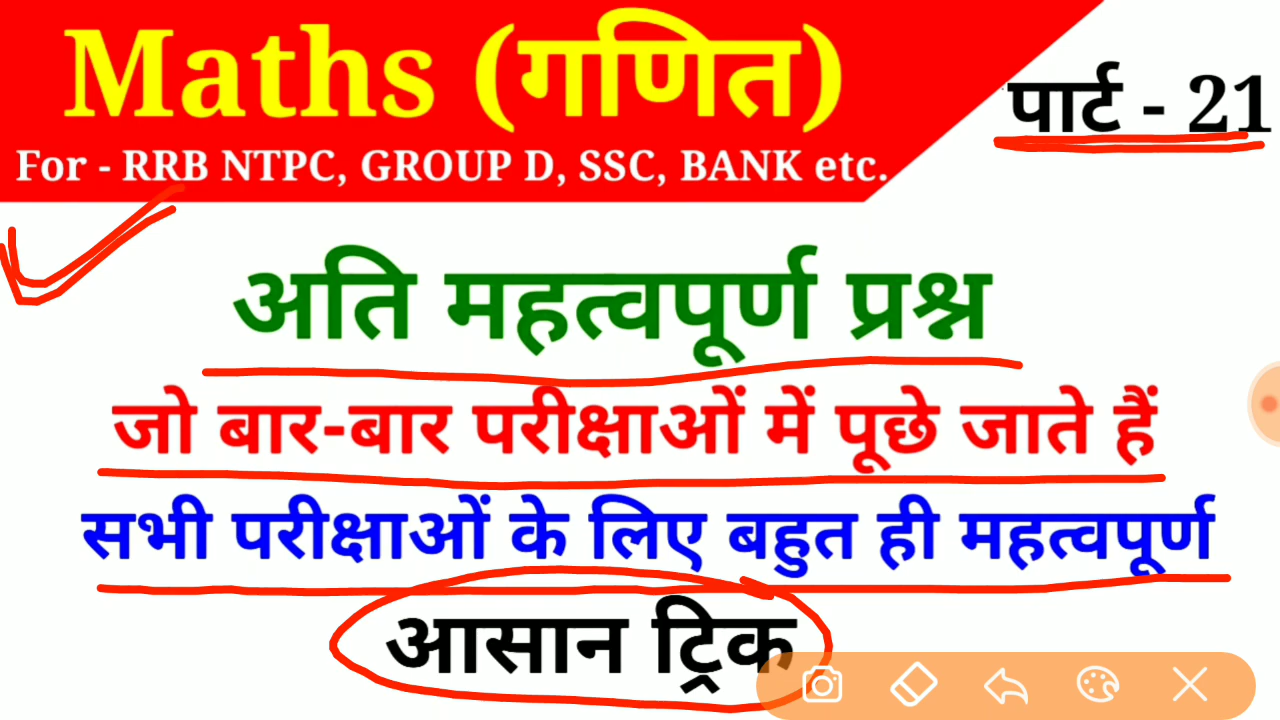 Maths (गणित)
For - RRB NTPC, GROUP D, SSC, BANK etc.
पार्ट - 21
अति महत्वपूर्ण प्रश्न
जो बार-बार परीक्षाओं में पूछे जाते हैं
सभी परीक्षाओं के लिए बहुत ही महत्वपूर्ण
आसान ट्रिक